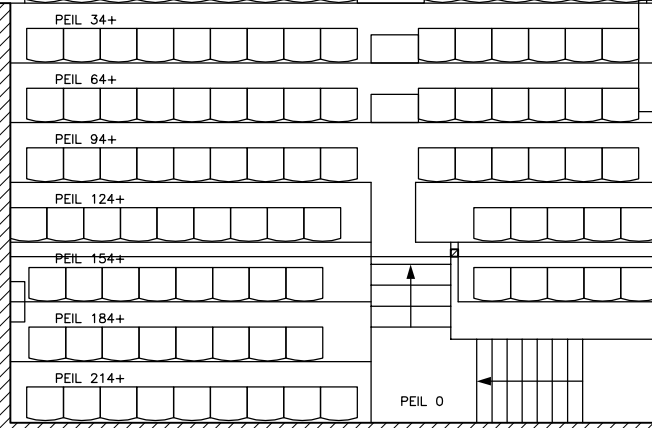 PEIL 34+
PEIL 64+
PEIL 94+
PEIL 124+
PEIL 154+
PEIL 184+
PEIL 214+
PEIL 0